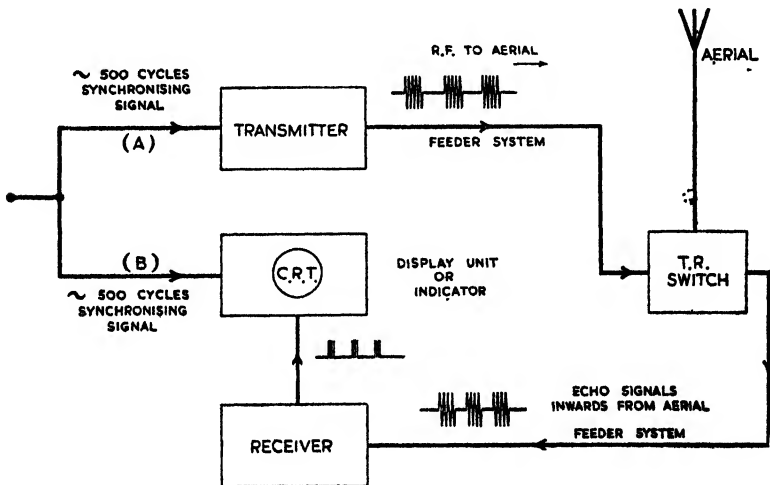 R.F. TO AERIAL
AERIAL
~ 500 CYCLES
SYNCHRONISING
SIGNAL
(A)
TRANSMITTER
FEEDER SYSTEM
(B)
~ 500 CYCLES
SYNCHRONISING
SIGNAL
C.R.T.
DISPLAY UNIT
OR
INDICATOR
T.R.
SWITCH
ECHO SIGNALS
INWARDS FROM AERIAL
FEEDER SYSTEM
RECEIVER